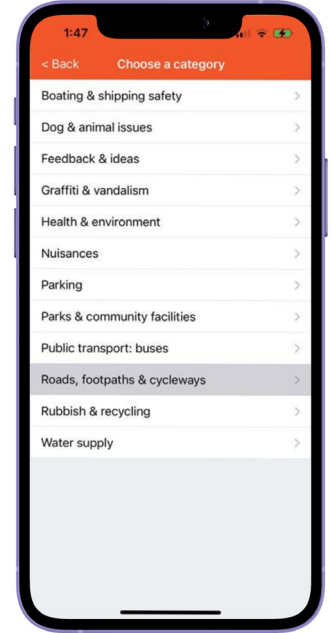 1:47
< Back Choose a category
Boating & shipping safety
Dog & animal issues
Feedback & ideas
Graffiti & vandalism
Health & environment
Nuisances
Parking
Parks & community facilities
Public transport: buses
Roads, footpaths & cycleways
Rubbish & recycling
Water supply